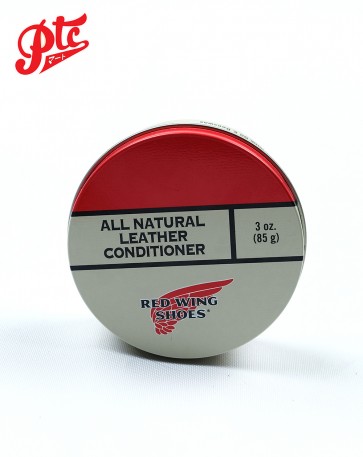 ptc
マート
ALL NATURAL
LEATHER
CONDITIONER
3 oz.
(85 g)
RED WING
SHOES®